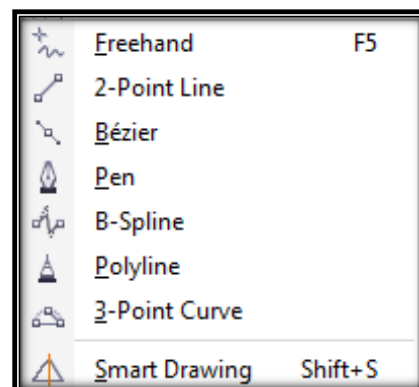 Freehand F5
2-Point Line
Bézier
Pen
B-Spline
Polyline
3-Point Curve
Smart Drawing Shift+S